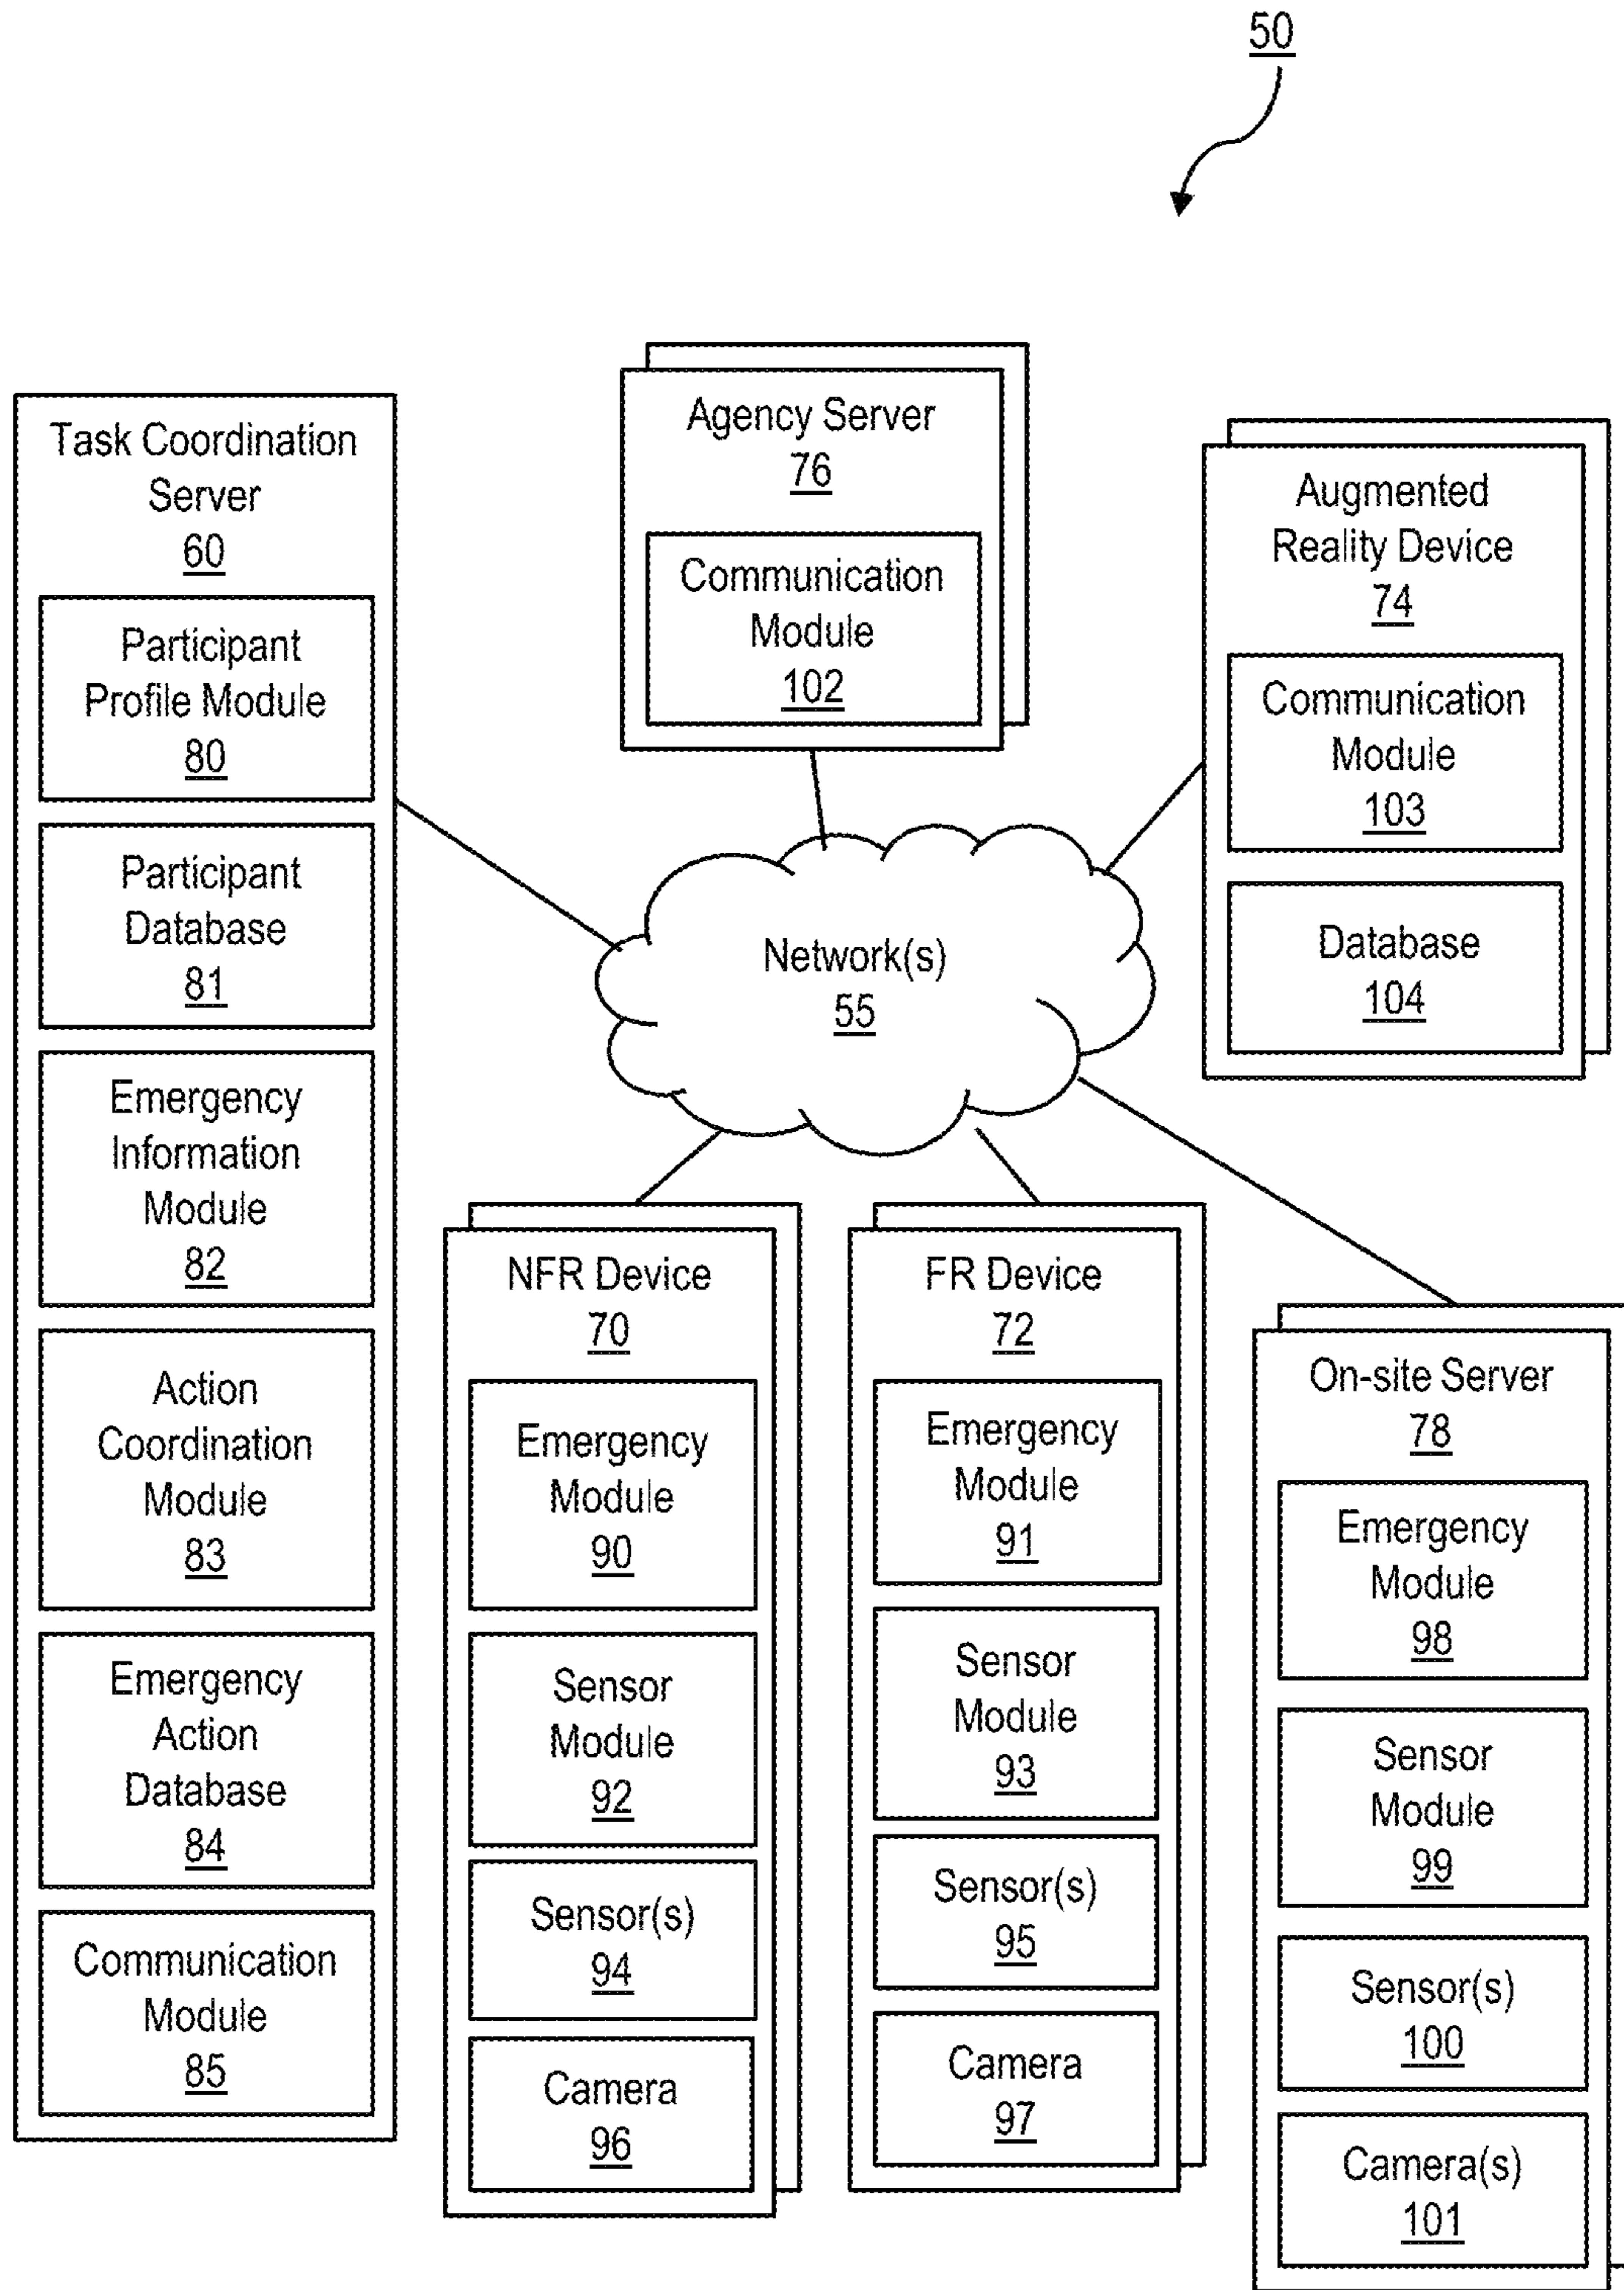 50
Task Coordination
Server
60
Participant
Profile Module
80
Participant
Database
81
Emergency
Information
Module
82
Action
Coordination
Module
83
Emergency
Action
Database
84
Communication
Module
85
Agency Server
76
Communication
Module
102
Augmented
Reality Device
74
Communication
Module
103
Database
104
Network(s)
55
NFR Device
70
Emergency
Module
90
Sensor
Module
92
Sensor(s)
94
Camera
96
FR Device
72
Emergency
Module
91
Sensor
Module
93
Sensor(s)
95
Camera
97
On-site Server
78
Emergency
Module
98
Sensor
Module
99
Sensor(s)
100
Camera(s)
101